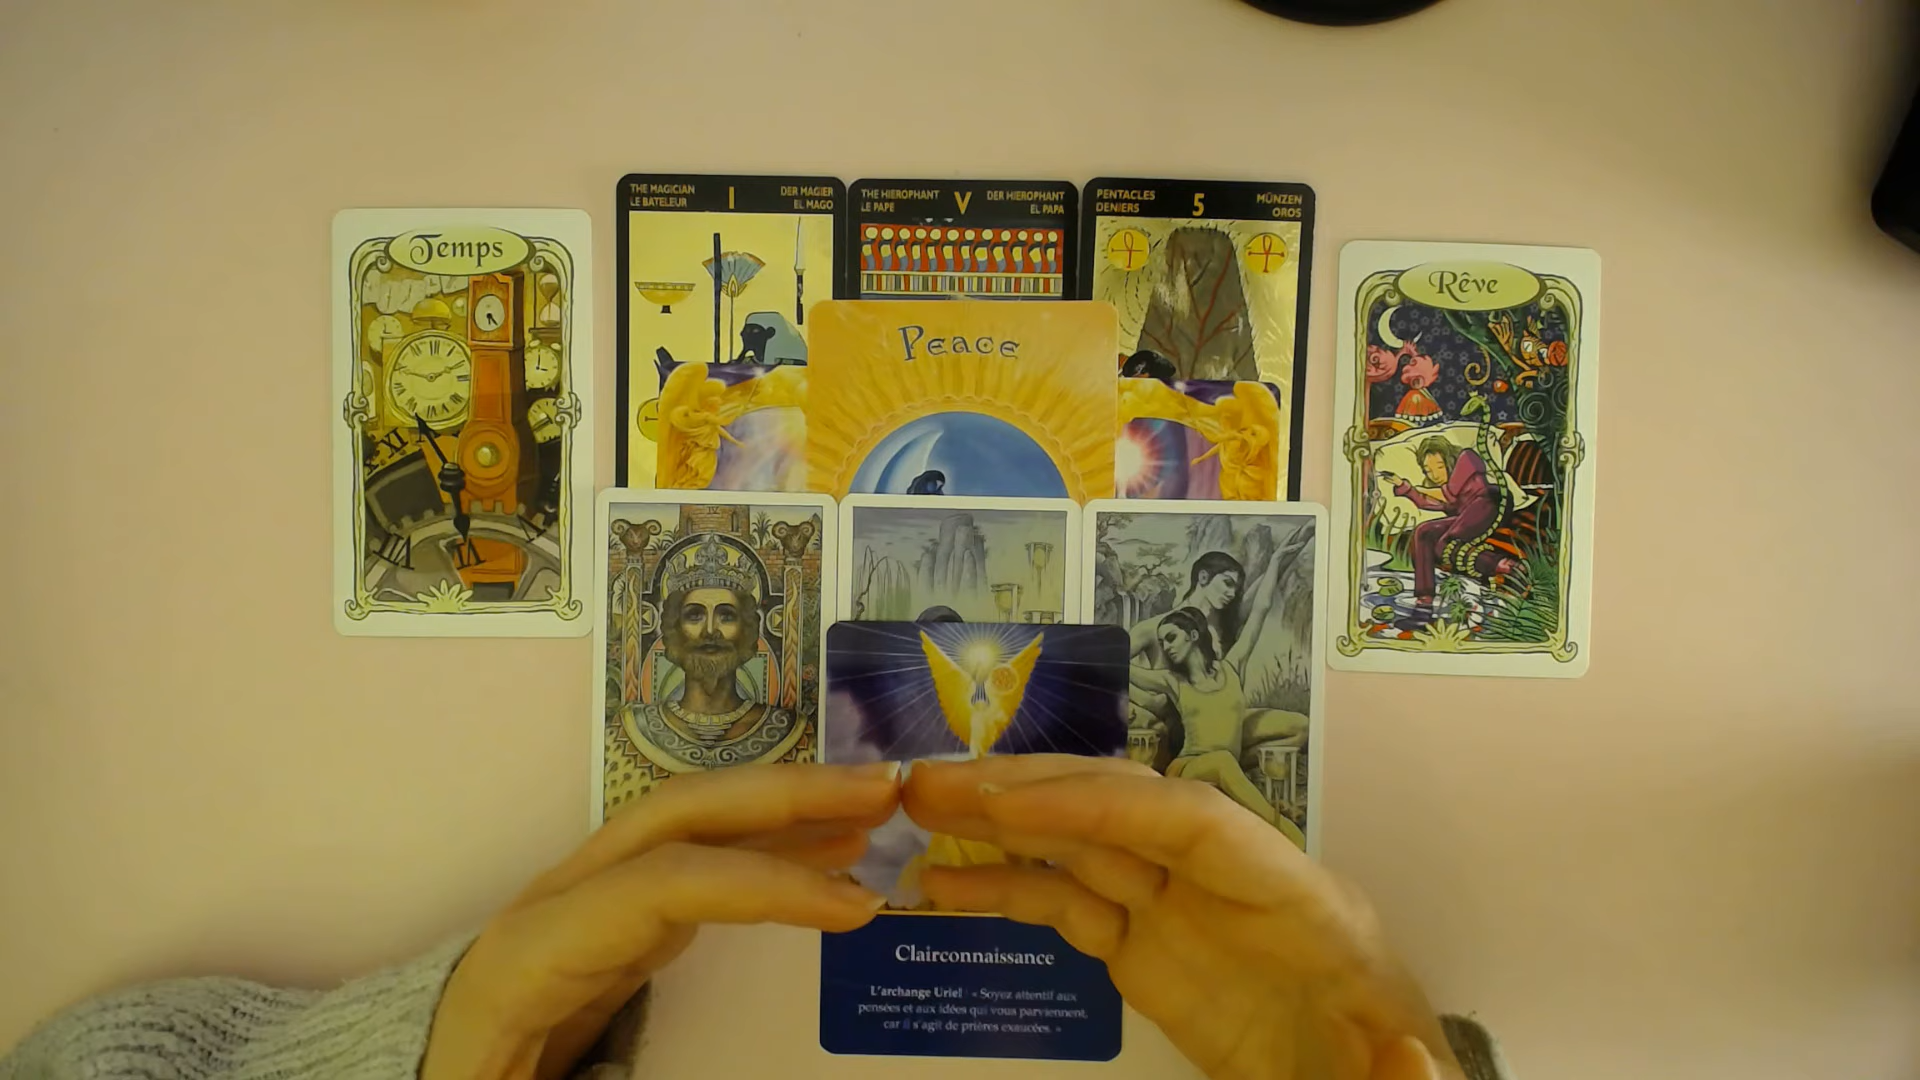 THE MAGICIAN
LE BATELEUR
I
DER MAGIER
EL MAGO
THE HIEROPHANT
LE PAPE
V
DER HIEROPHANT
EL PAPA
PENTACLES
DENIERS
5
MÜNZEN
OROS
Temps
Rêve
Peace
IV
Clairconnaissance
L'archange Uriel : « Soyez attentif aux
pensées et aux idées qui vous parviennent,
car il s'agit de prières exaucées. »